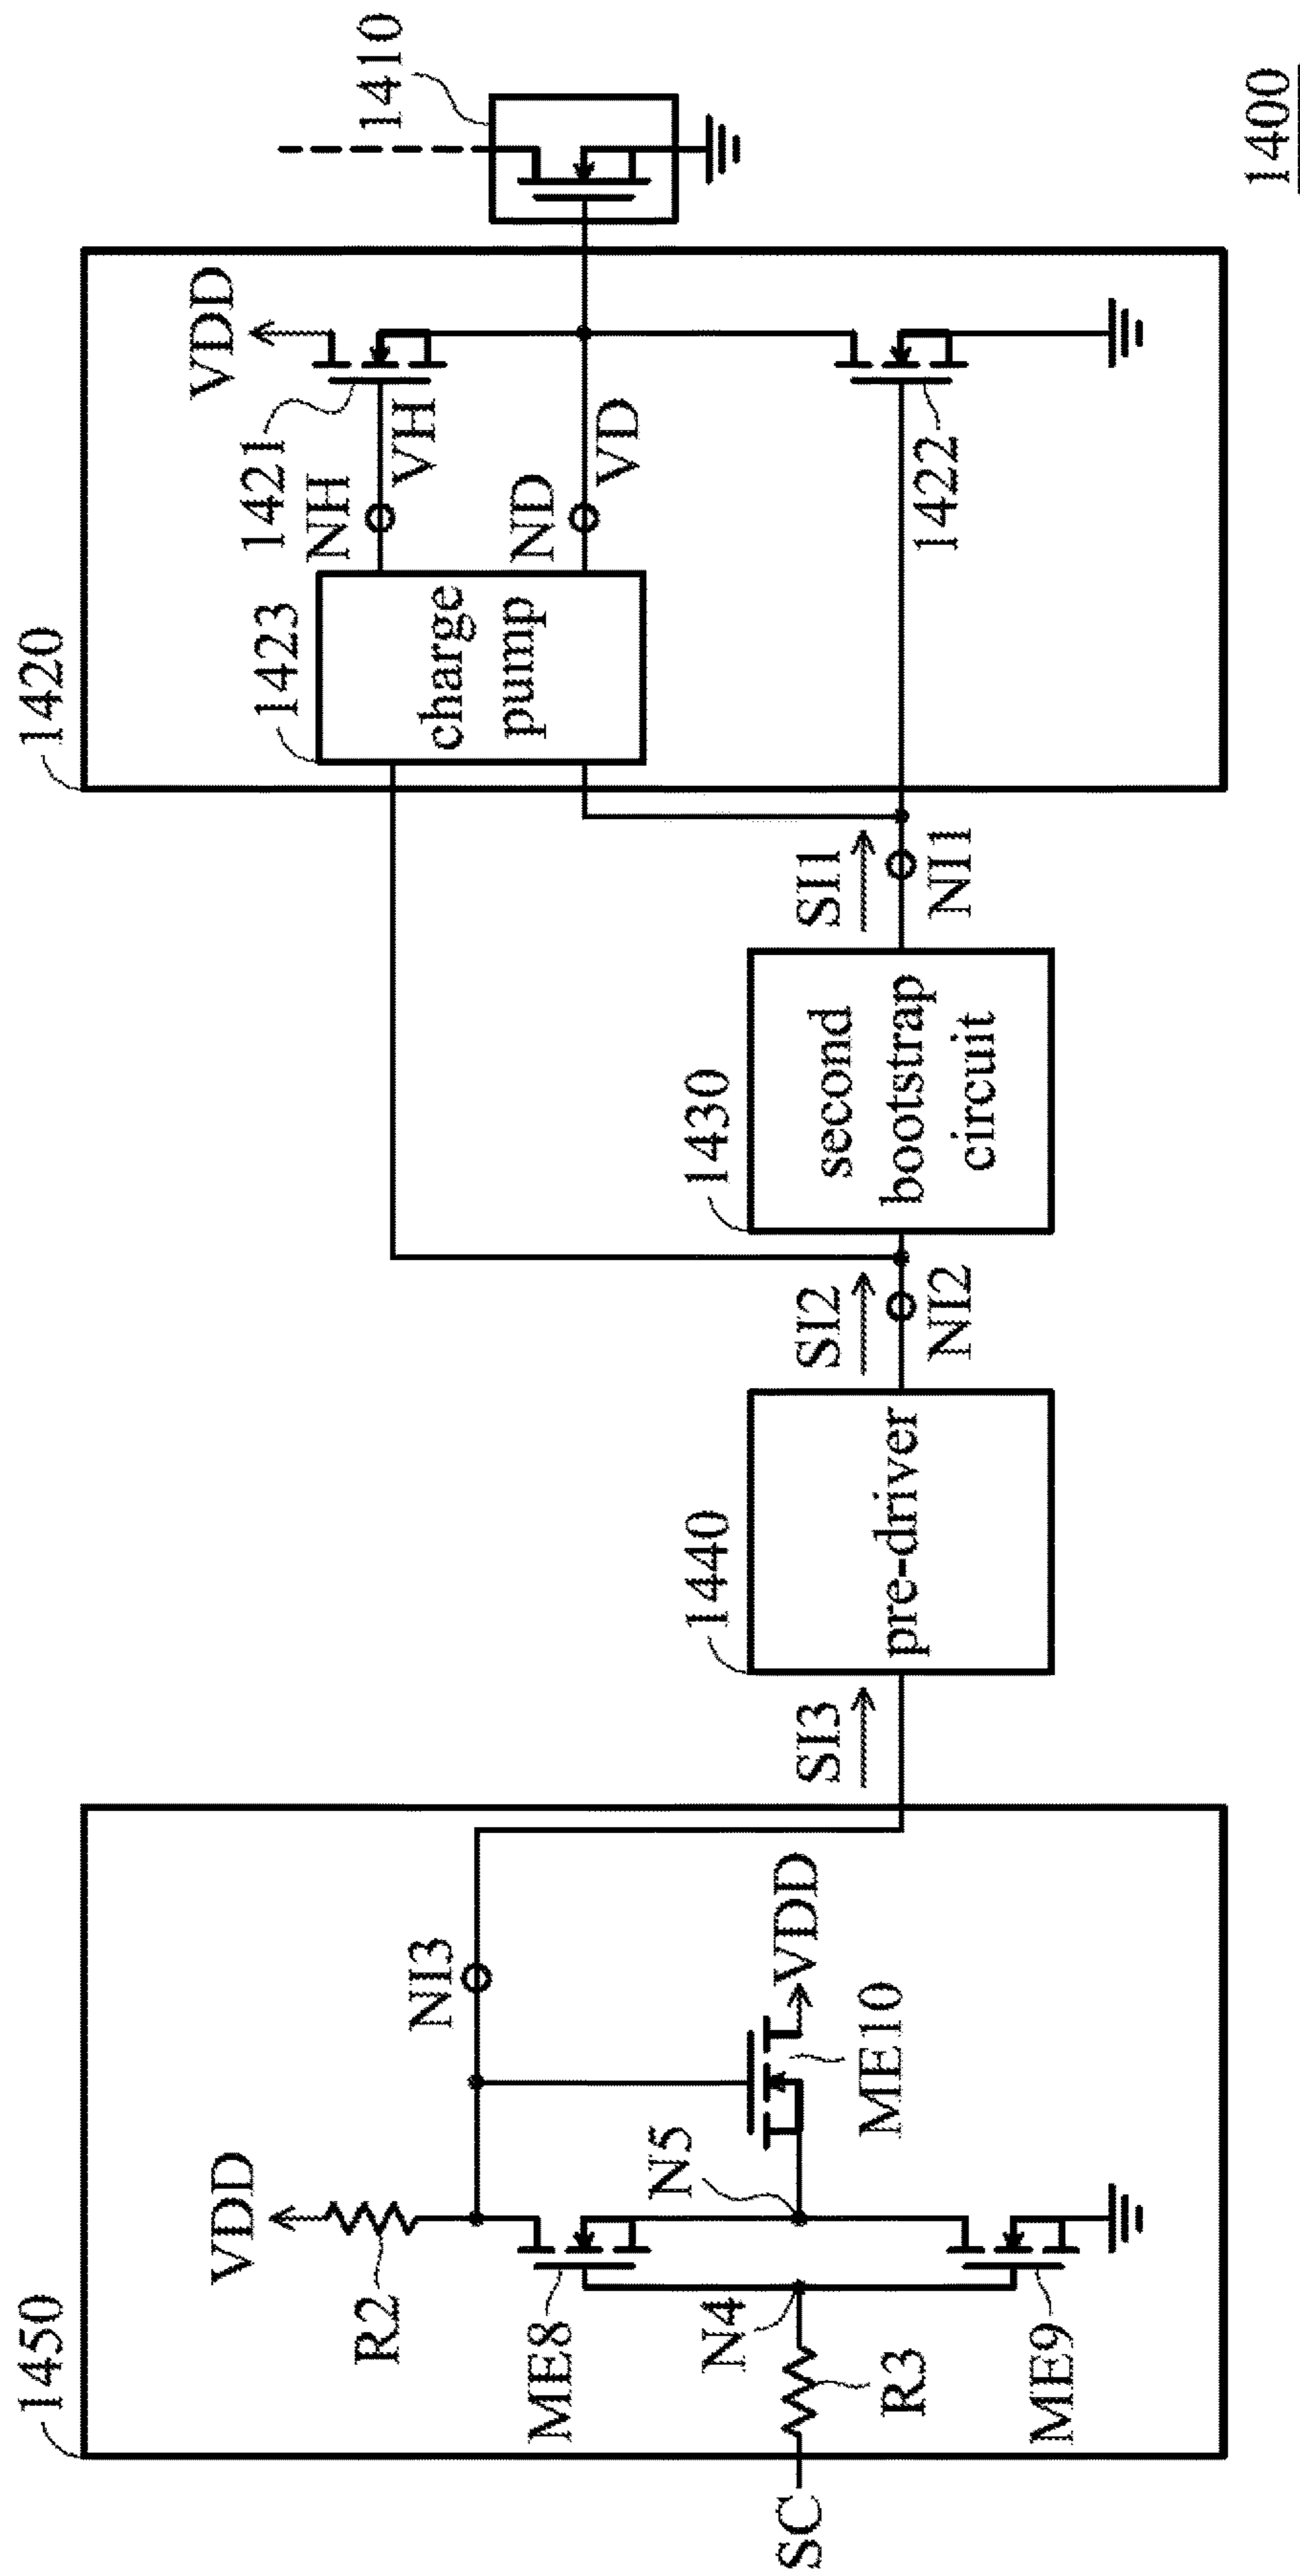 1450
VDD
R2
ME8
N4
R3
ME9
SC
N5
NI3
VDD
ME10
SI3
1440
pre-driver
SI2
NI2
1430
second
bootstrap
circuit
SI1
NI1
1420
1423
charge
pump
VDD
1421
NH
VH
ND
VD
1422
1410
1400